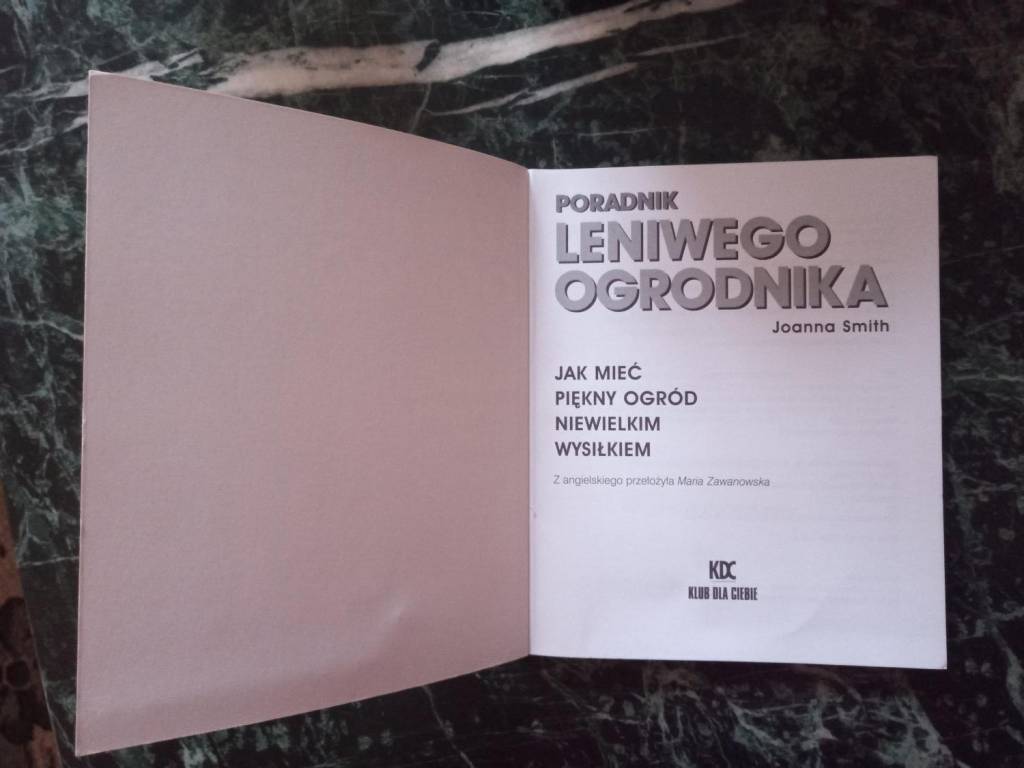 PORADNIK
LENIWEGO
OGRODNIKA
Joanna Smith
JAK MIEĆ
PIĘKNY OGRÓD
NIEWIELKIM
WYSIŁKIEM
Z angielskiego przełożyła Maria Zawanowska
KDC
KLUB DLA CIEBIE